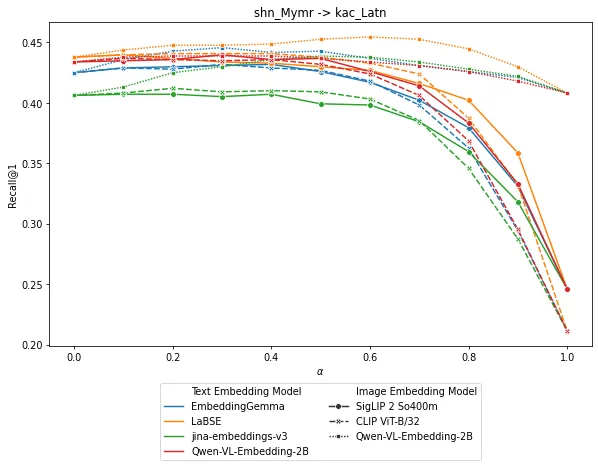 shn_Mymr -> kac_Latn
Recall@1
0.45
0.40
0.35
0.30
0.25
0.20
0.0 0.2 0.4 0.6 0.8 1.0
α
Text Embedding Model
EmbeddingGemma
LaBSE
jina-embeddings-v3
Qwen-VL-Embedding-2B
Image Embedding Model
SigLIP 2 So400m
CLIP ViT-B/32
Qwen-VL-Embedding-2B